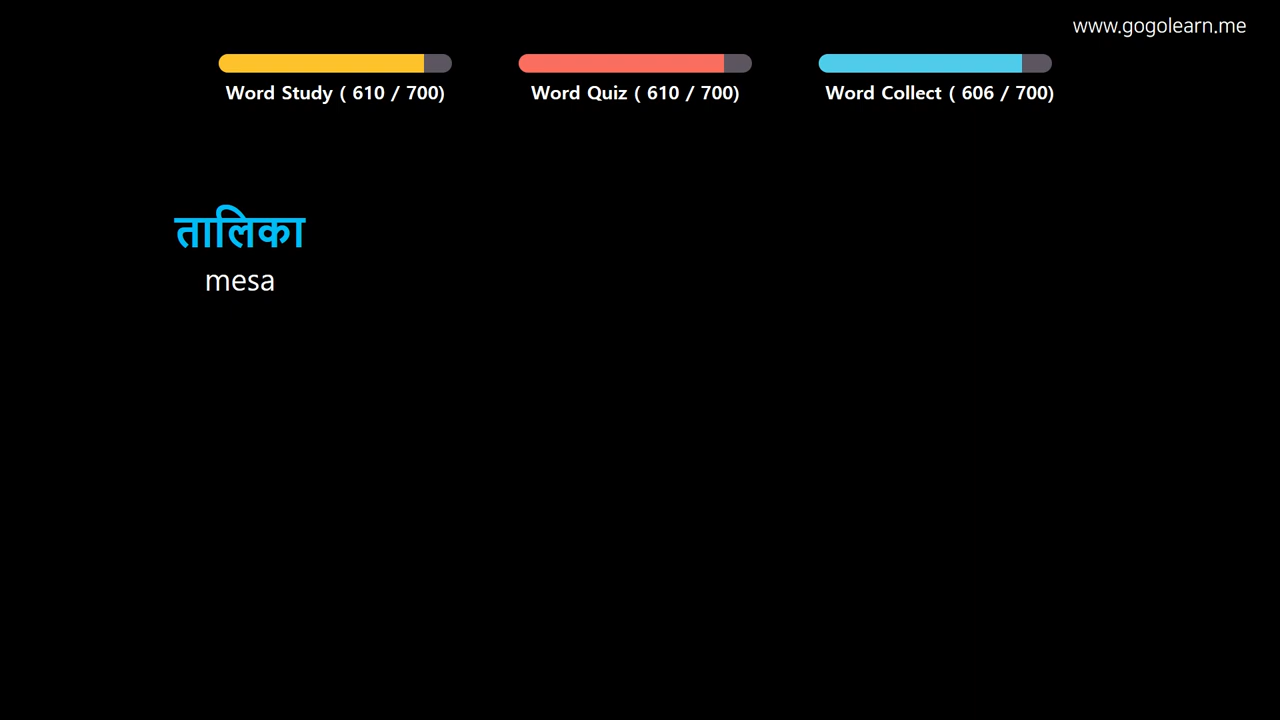 www.gogolearn.me
Word Study ( 610 / 700)
Word Quiz ( 610 / 700)
Word Collect ( 606 / 700)
तालिका
mesa